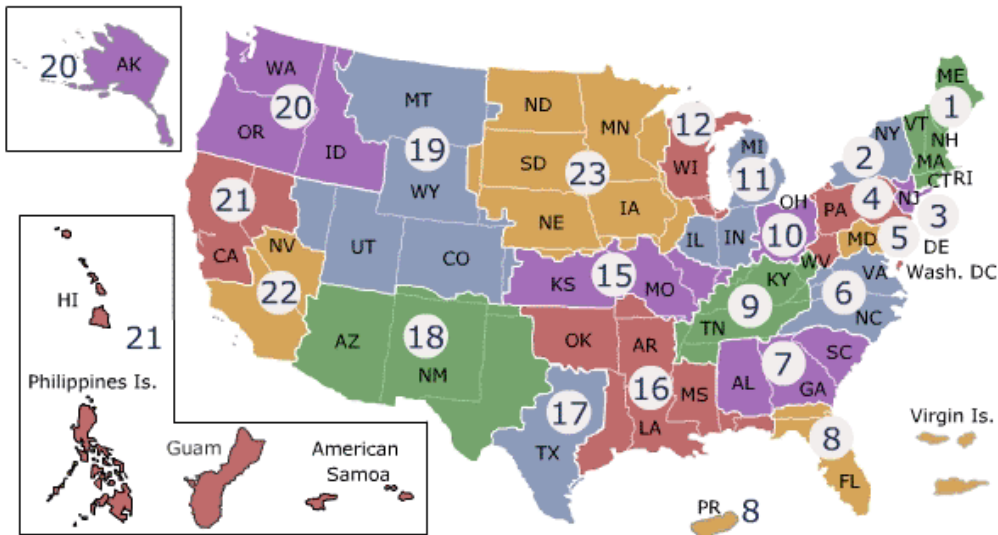 20
AK
WA
20
OR
ID
MT
19
WY
ND
MN
SD
23
NE
IA
12
WI
MI
11
ME
1
VT
NH
NY
MA
2
CT
RI
NJ
4
PA
3
OH
10
MD
5
DE
Wash. DC
WV
VA
6
NC
21
CA
NV
22
UT
CO
IL
IN
KS
15
MO
KY
9
TN
7
SC
AL
GA
AZ
18
NM
OK
AR
16
MS
LA
17
TX
8
FL
HI
21
Philippines Is.
Guam
American
Samoa
Virgin Is.
PR
8